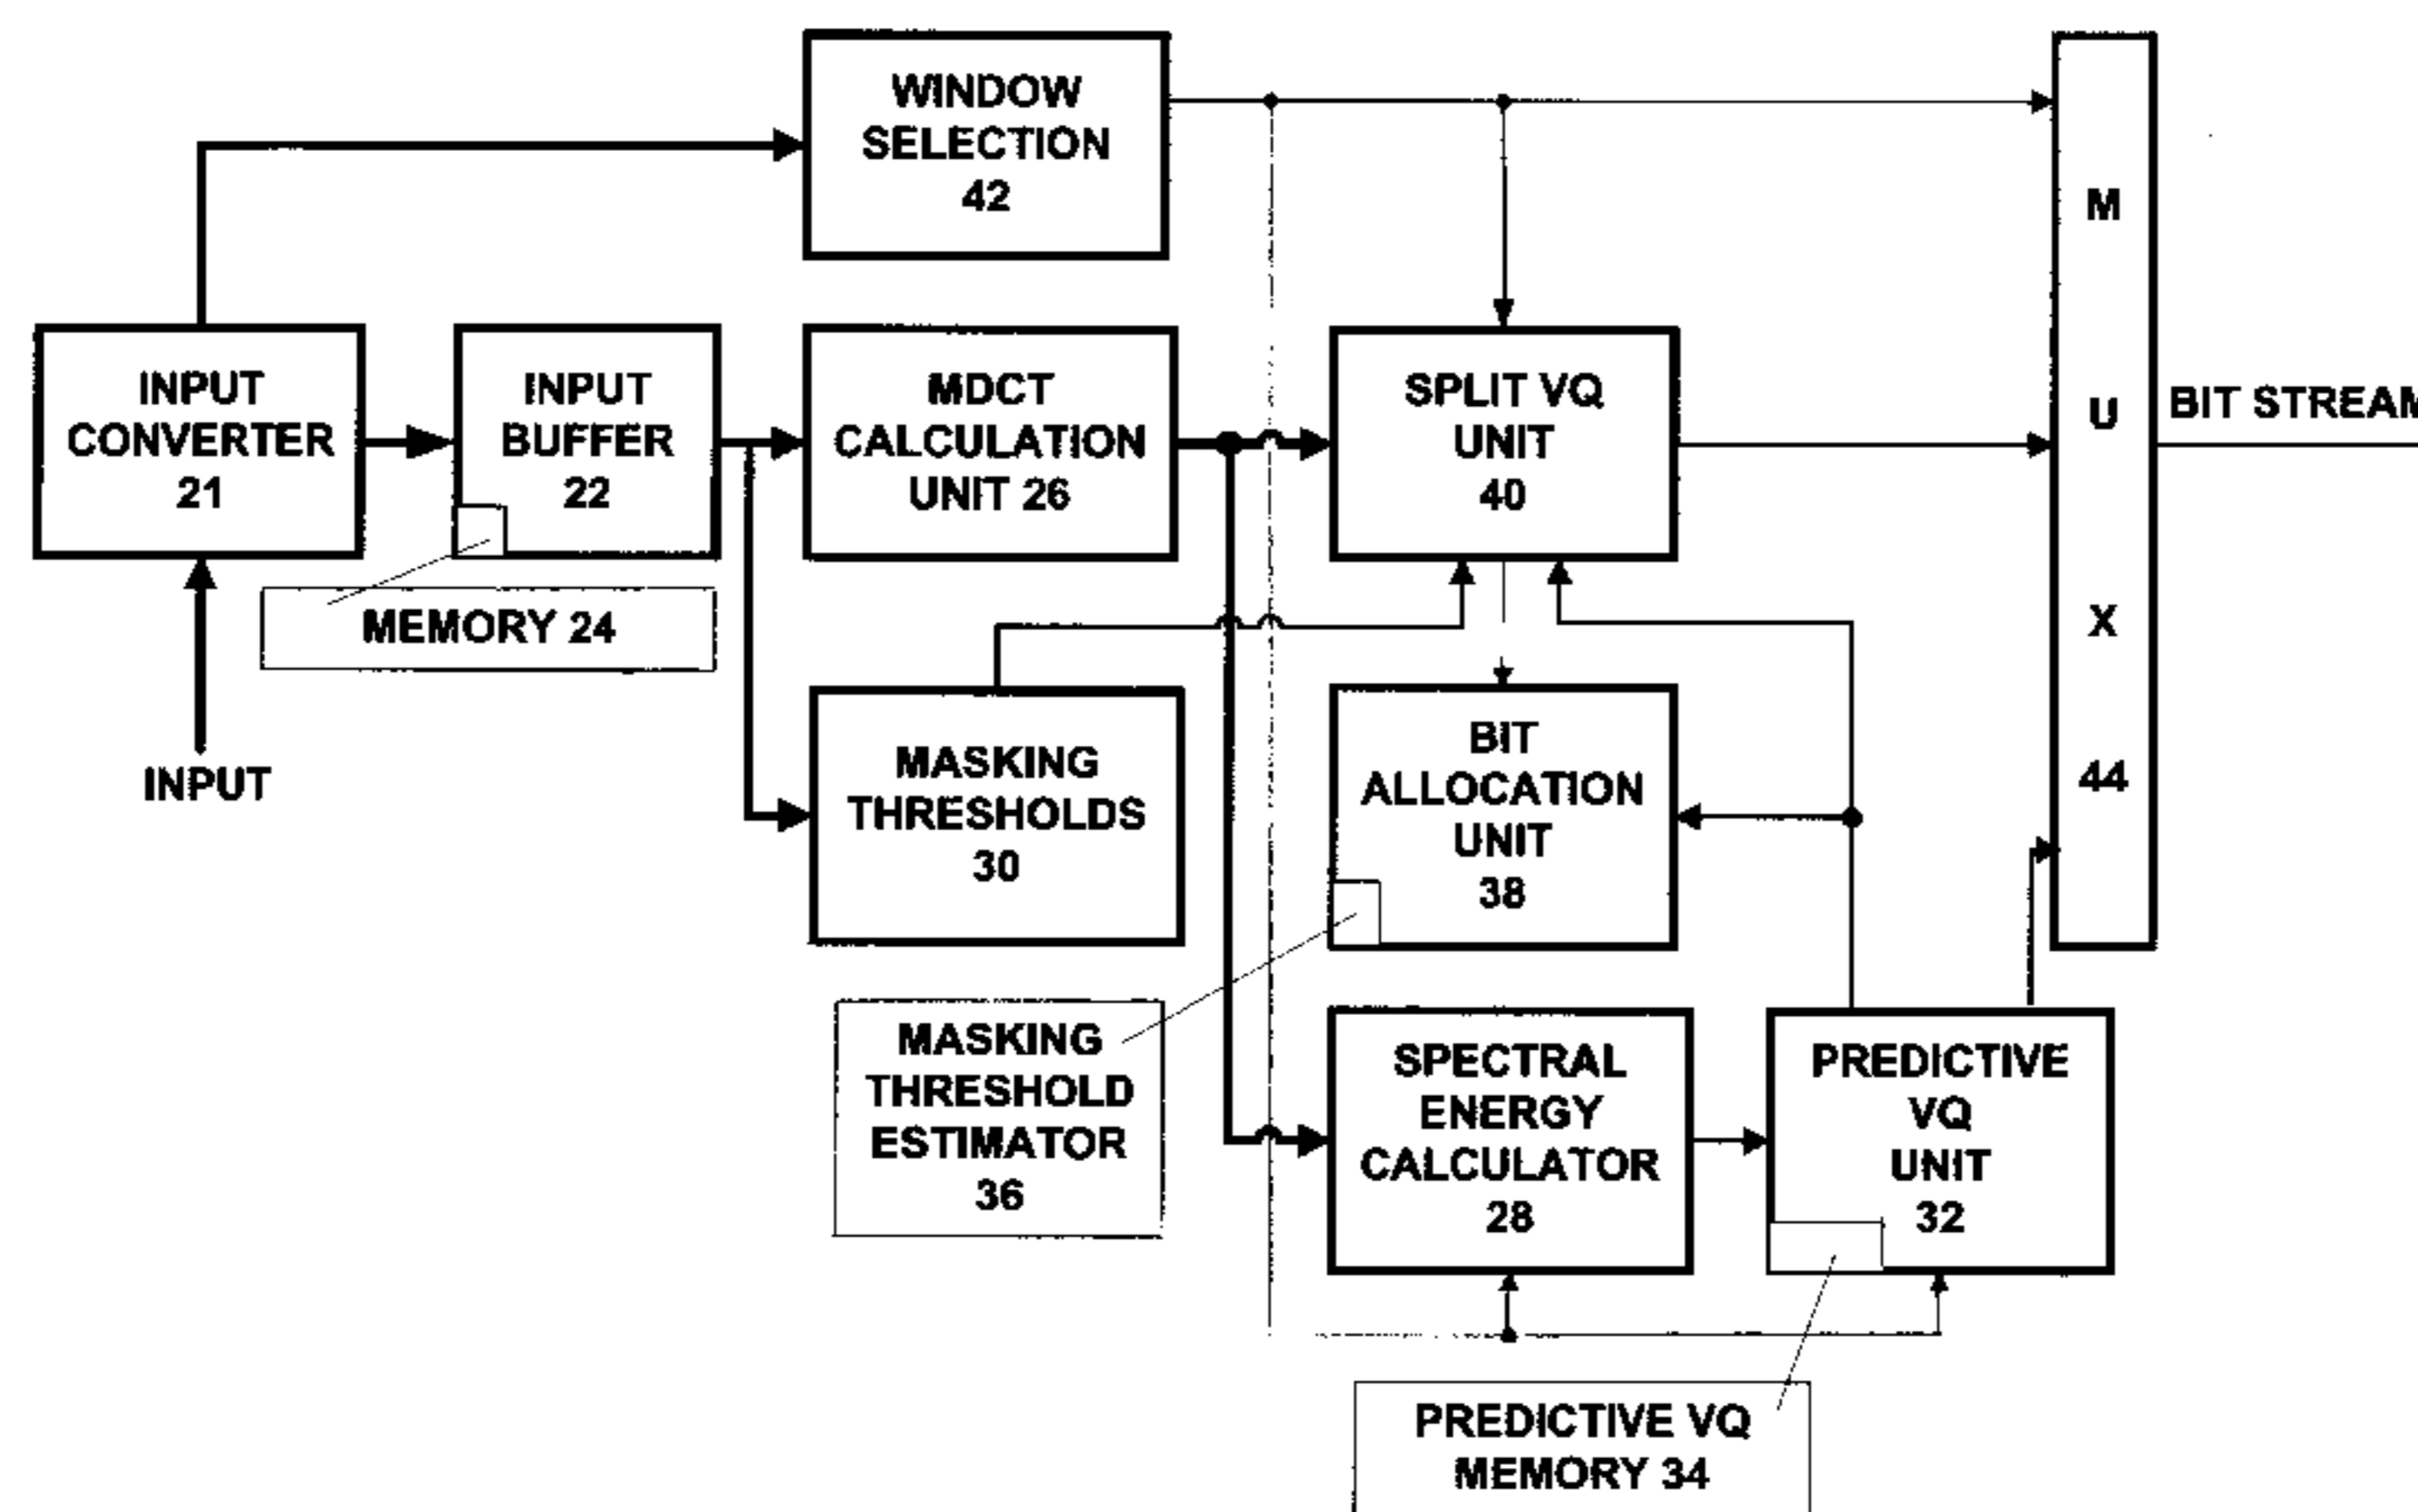 WINDOW
SELECTION
42
INPUT
CONVERTER
21
INPUT
BUFFER
22
MDCT
CALCULATION
UNIT 26
SPLIT VQ
UNIT
40
M
U
X
44
BIT STREAM
MEMORY 24
INPUT
MASKING
THRESHOLDS
30
BIT
ALLOCATION
UNIT
38
MASKING
THRESHOLD
ESTIMATOR
36
SPECTRAL
ENERGY
CALCULATOR
28
PREDICTIVE
VQ
UNIT
32
PREDICTIVE VQ
MEMORY 34